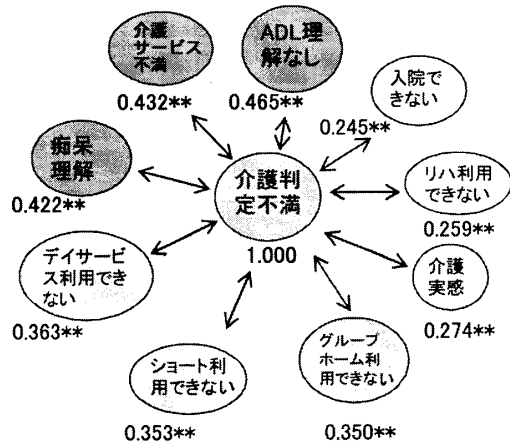 介護
サービス
不満
0.432**
ADL理
解なし
0.465**
入院で
きない
0.245**
痴呆
理解
0.422**
介護判
定不満
1.000
リハ利用
できない
0.259**
デイサービ
ス利用でき
ない
0.363**
介護
実感
0.274**
ショート利
用できない
0.353**
グループ
ホーム利
用できない
0.350**